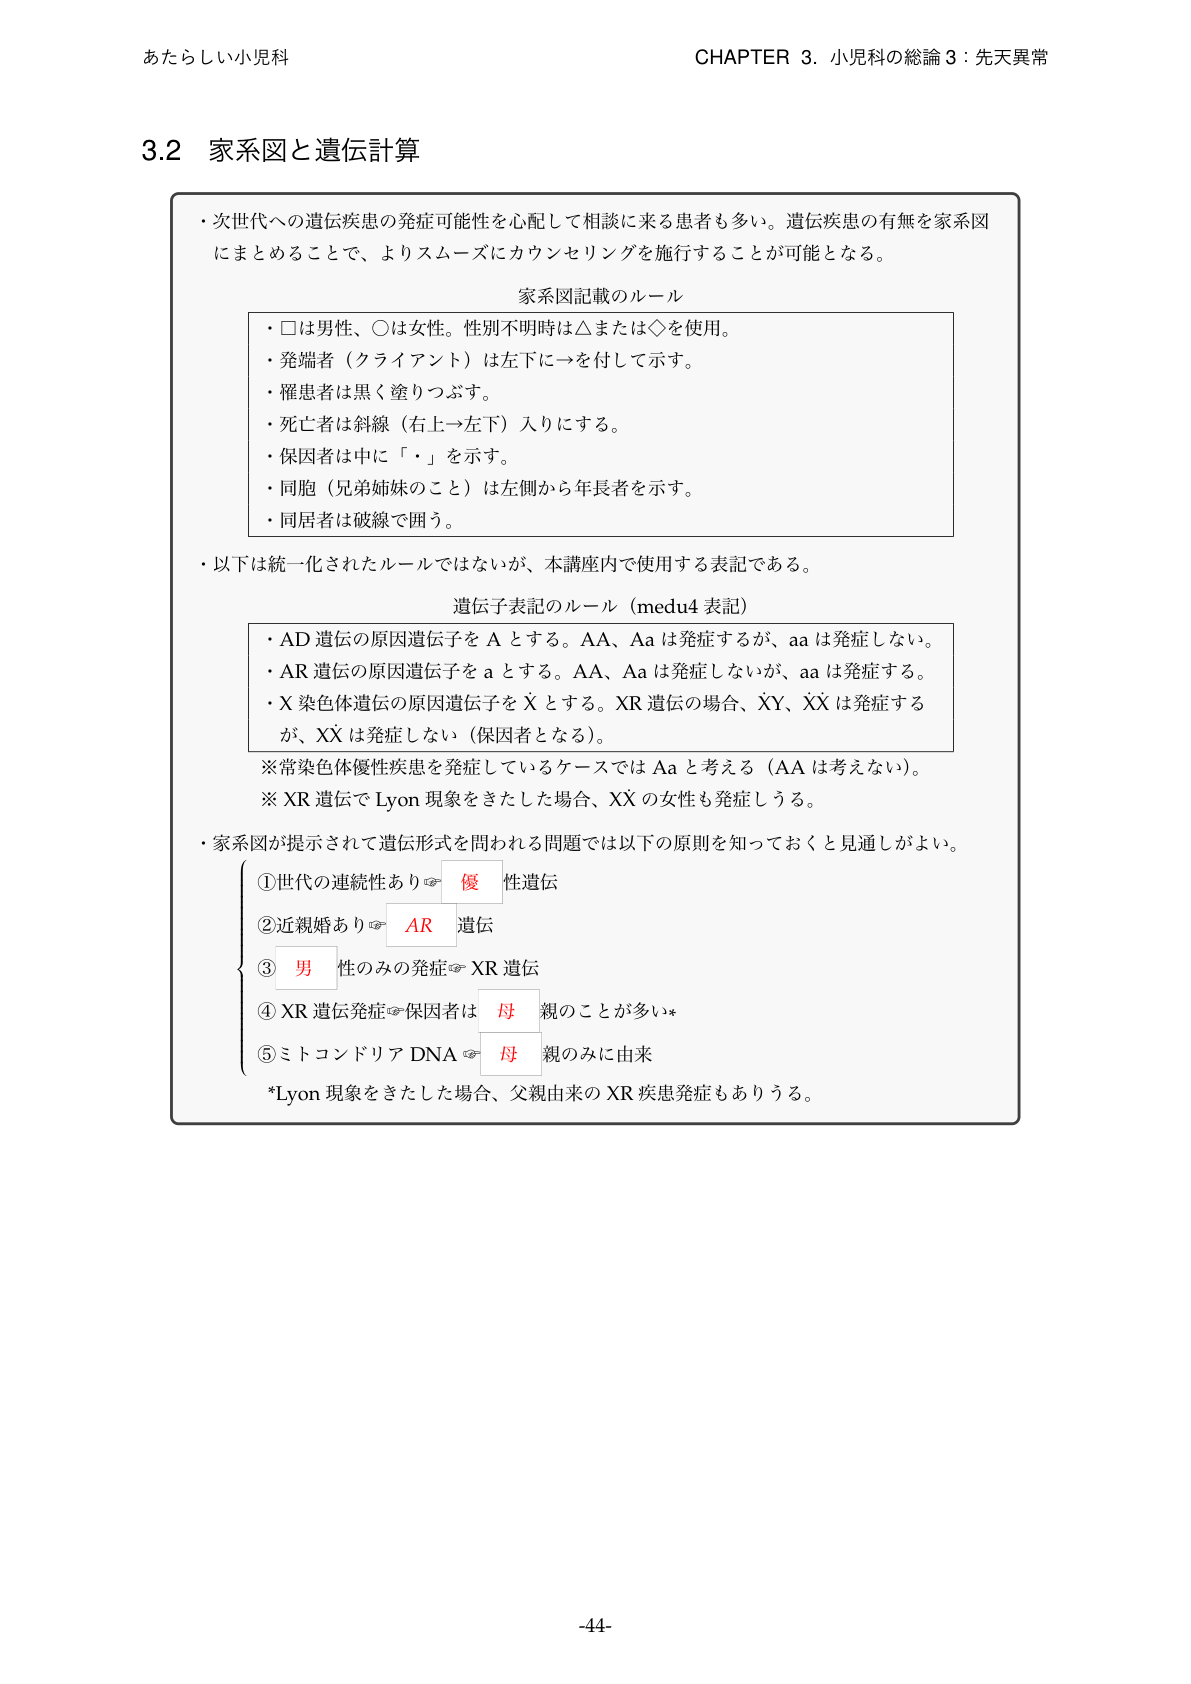 あたらしい小児科
CHAPTER 3. 小児科の総論 3：先天異常
3.2 家系図と遺伝計算
・次世代への遺伝疾患の発症可能性を心配して相談に来る患者も多い。遺伝疾患の有無を家系図
にまとめることで、よりスムーズにカウンセリングを施行することが可能となる。
家系図記載のルール
・□は男性、○は女性。性別不明時は△または◇を使用。
・発端者（クライアント）は左下に→を付して示す。
・罹患者は黒く塗りつぶす。
・死亡者は斜線（右上→左下）入りにする。
・保因者は中に「・」を示す。
・同胞（兄弟姉妹のこと）は左側から年長者を示す。
・同居者は破線で囲う。
・以下は統一化されたルールではないが、本講座内で使用する表記である。
遺伝子表記のルール（medu4 表記）
・AD 遺伝の原因遺伝子を A とする。AA、Aa は発症するが、aa は発症しない。
・AR 遺伝の原因遺伝子を a とする。AA、Aa は発症しないが、aa は発症する。
・X 染色体遺伝の原因遺伝子を Ẋ とする。XR 遺伝の場合、ẊY、ẊẊ は発症する
が、XẊ は発症しない（保因者となる）。
※常染色体優性疾患を発症しているケースでは Aa と考える（AA は考えない）。
※ XR 遺伝で Lyon 現象をきたした場合、XẊ の女性も発症しうる。
・家系図が提示されて遺伝形式を問われる問題では以下の原則を知っておくと見通しがよい。
①世代の連続性あり☞ 優 性遺伝
②近親婚あり☞ AR 遺伝
③ 男 性のみの発症☞ XR 遺伝
④ XR 遺伝発症☞保因者は 母 親のことが多い*
⑤ミトコンドリア DNA ☞ 母 親のみに由来
*Lyon 現象をきたした場合、父親由来の XR 疾患発症もありうる。
-44-